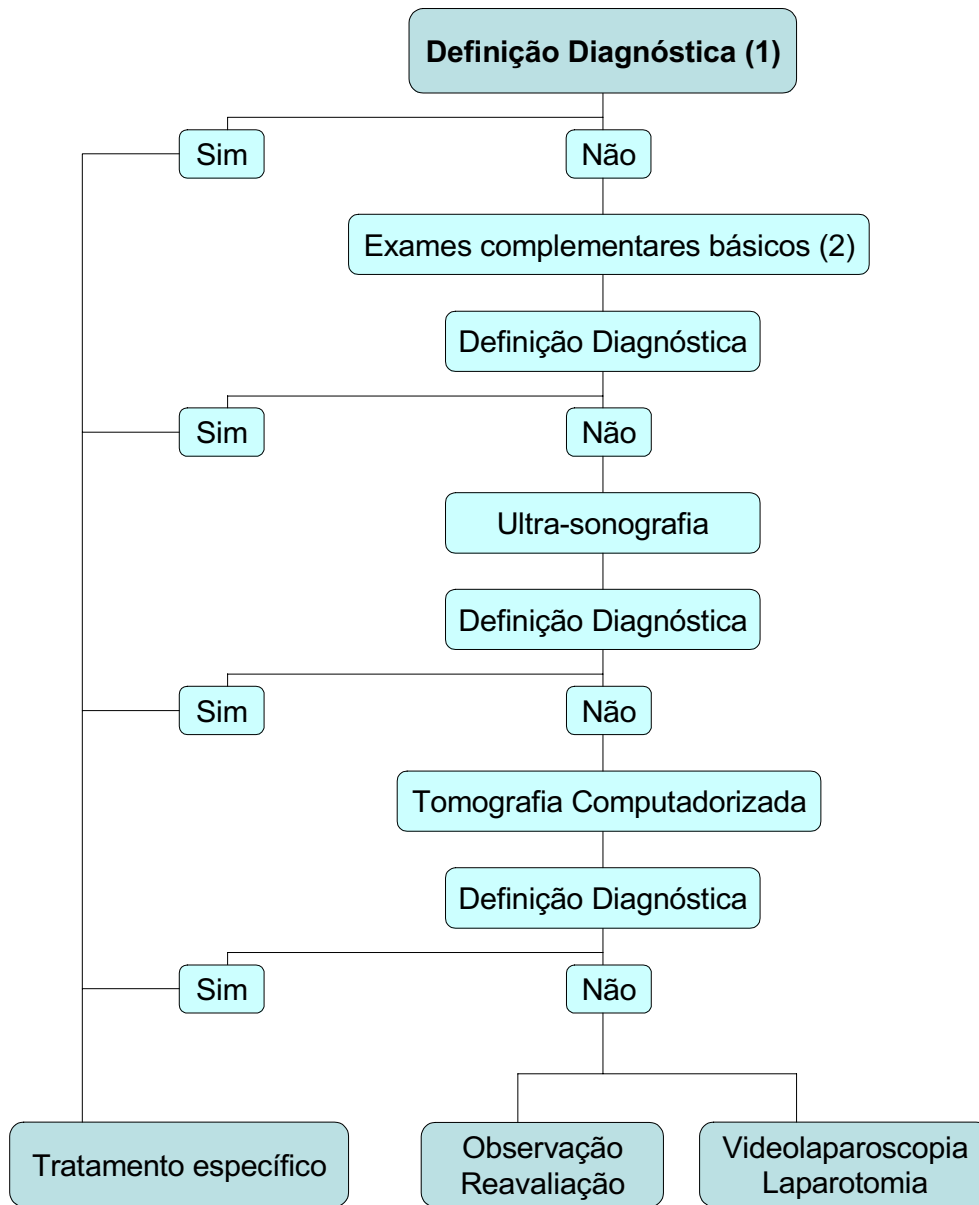 Definição Diagnóstica (1)
Sim
Não
Exames complementares básicos (2)
Definição Diagnóstica
Sim
Não
Ultra-sonografia
Definição Diagnóstica
Sim
Não
Tomografia Computadorizada
Definição Diagnóstica
Sim
Não
Tratamento específico
Observação
Reavaliação
Videolaparoscopia
Laparotomia